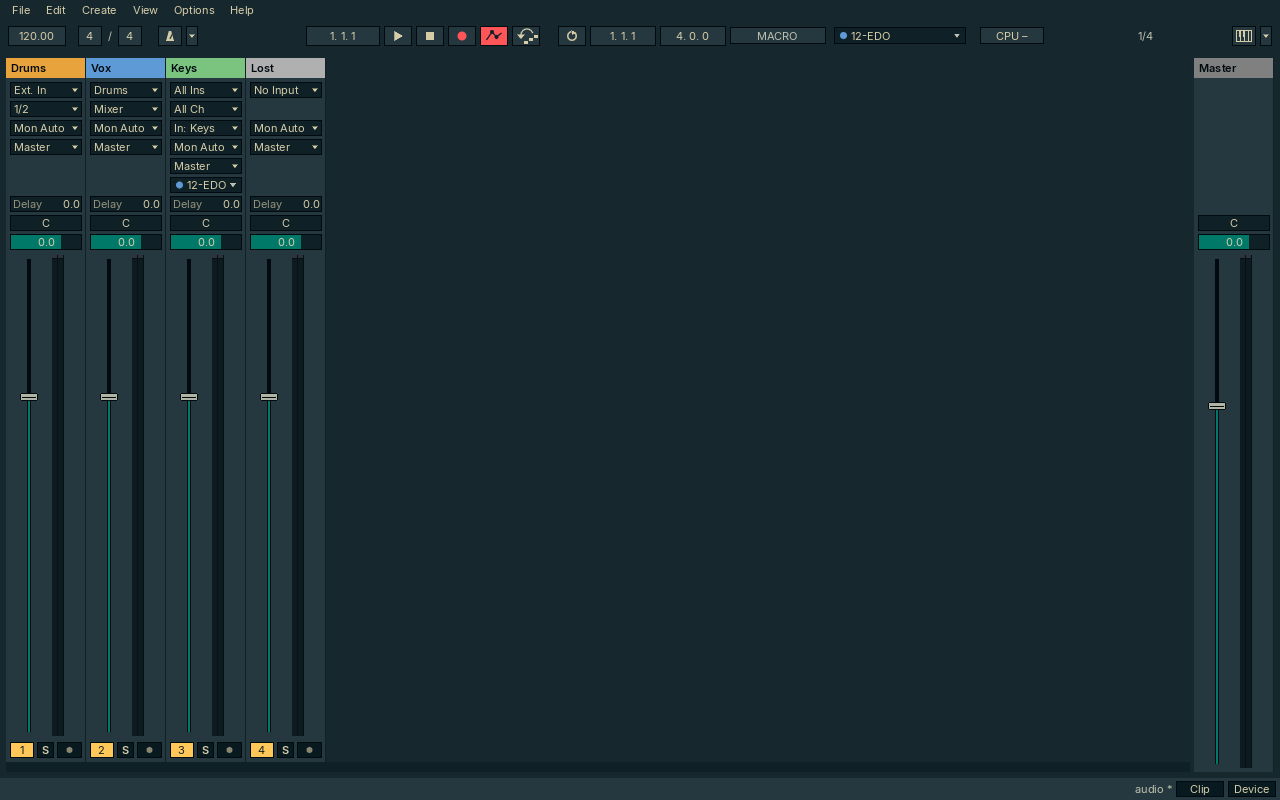 File Edit Create View Options Help
120.00 4 / 4 1. 1. 1 1. 1. 1 4. 0. 0 MACRO 12-EDO CPU – 1/4
Drums Vox Keys Lost Master
Ext. In Drums All Ins No Input
1/2 Mixer All Ch
Mon Auto Mon Auto In: Keys Mon Auto
Master Master Mon Auto Master
Master
12-EDO
Delay 0.0 Delay 0.0 Delay 0.0 Delay 0.0
C C C C C
0.0 0.0 0.0 0.0 0.0
1 S 2 S 3 S 4 S
audio * Clip Device